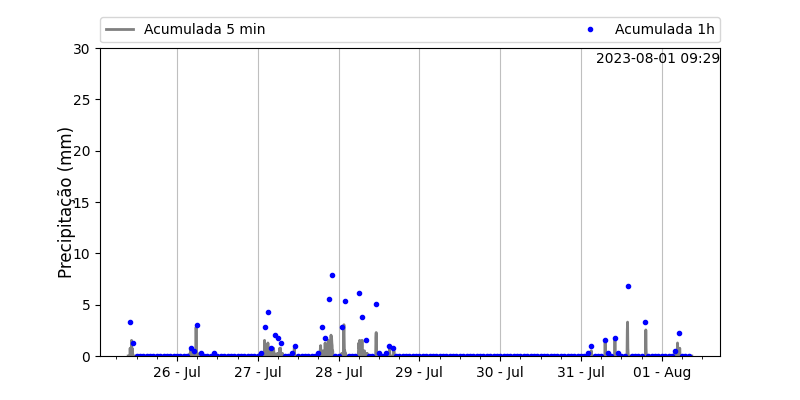 Acumulada 5 min
Acumulada 1h
2023-08-01 09:29
Precipitação (mm)
30
25
20
15
10
5
0
26 - Jul
27 - Jul
28 - Jul
29 - Jul
30 - Jul
31 - Jul
01 - Aug